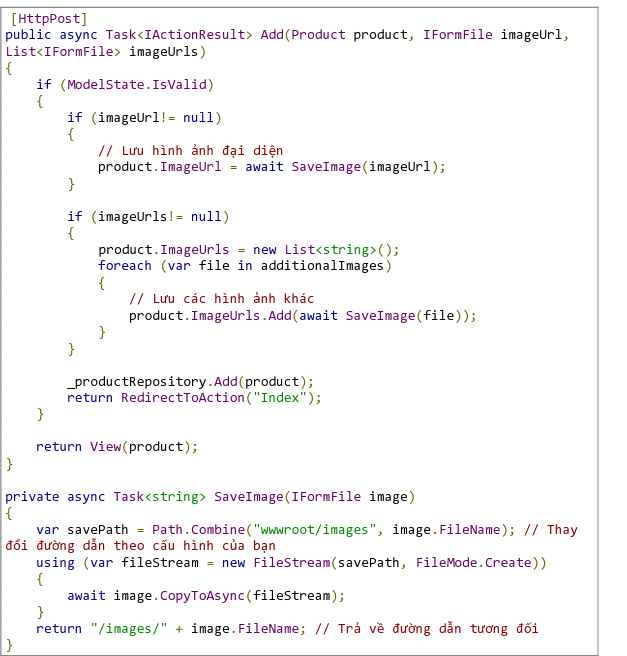 [HttpPost]
public async Task<IActionResult> Add(Product product, IFormFile imageUrl,
List<IFormFile> imageUrls)
{
    if (ModelState.IsValid)
    {
        if (imageUrl!= null)
        {
            // Lưu hình ảnh đại diện
            product.ImageUrl = await SaveImage(imageUrl);
        }

        if (imageUrls!= null)
        {
            product.ImageUrls = new List<string>();
            foreach (var file in additionalImages)
            {
                // Lưu các hình ảnh khác
                product.ImageUrls.Add(await SaveImage(file));
            }
        }

        _productRepository.Add(product);
        return RedirectToAction("Index");
    }

    return View(product);
}

private async Task<string> SaveImage(IFormFile image)
{
    var savePath = Path.Combine("wwwroot/images", image.FileName); // Thay
đổi đường dẫn theo cấu hình của bạn
    using (var fileStream = new FileStream(savePath, FileMode.Create))
    {
        await image.CopyToAsync(fileStream);
    }
    return "/images/" + image.FileName; // Trả về đường dẫn tương đối
}